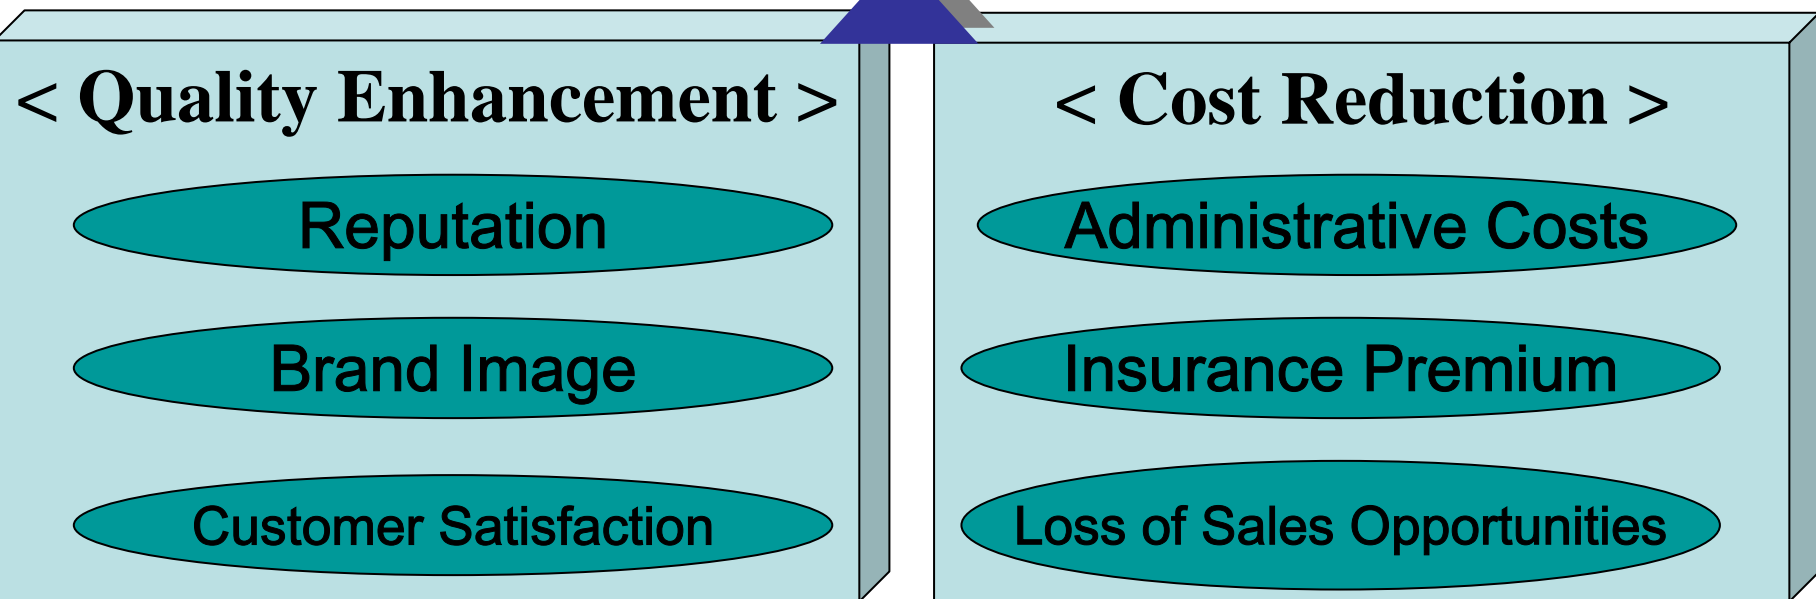 < Quality Enhancement >
Reputation
Brand Image
Customer Satisfaction
< Cost Reduction >
Administrative Costs
Insurance Premium
Loss of Sales Opportunities